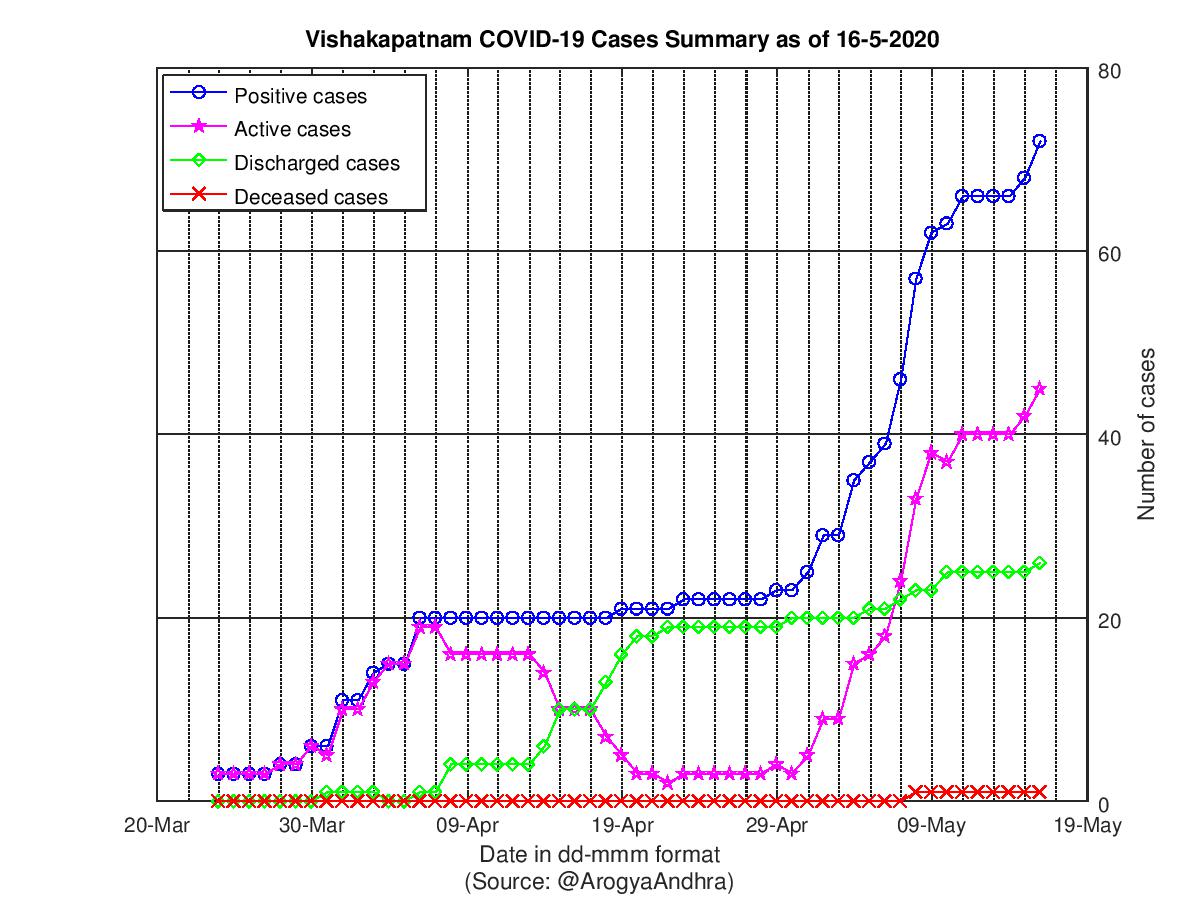 Vishakapatnam COVID-19 Cases Summary as of 16-5-2020
Positive cases
Active cases
Discharged cases
Deceased cases
80
60
40
20
0
Number of cases
20-Mar
30-Mar
09-Apr
19-Apr
29-Apr
09-May
19-May
Date in dd-mmm format
(Source: @ArogyaAndhra)